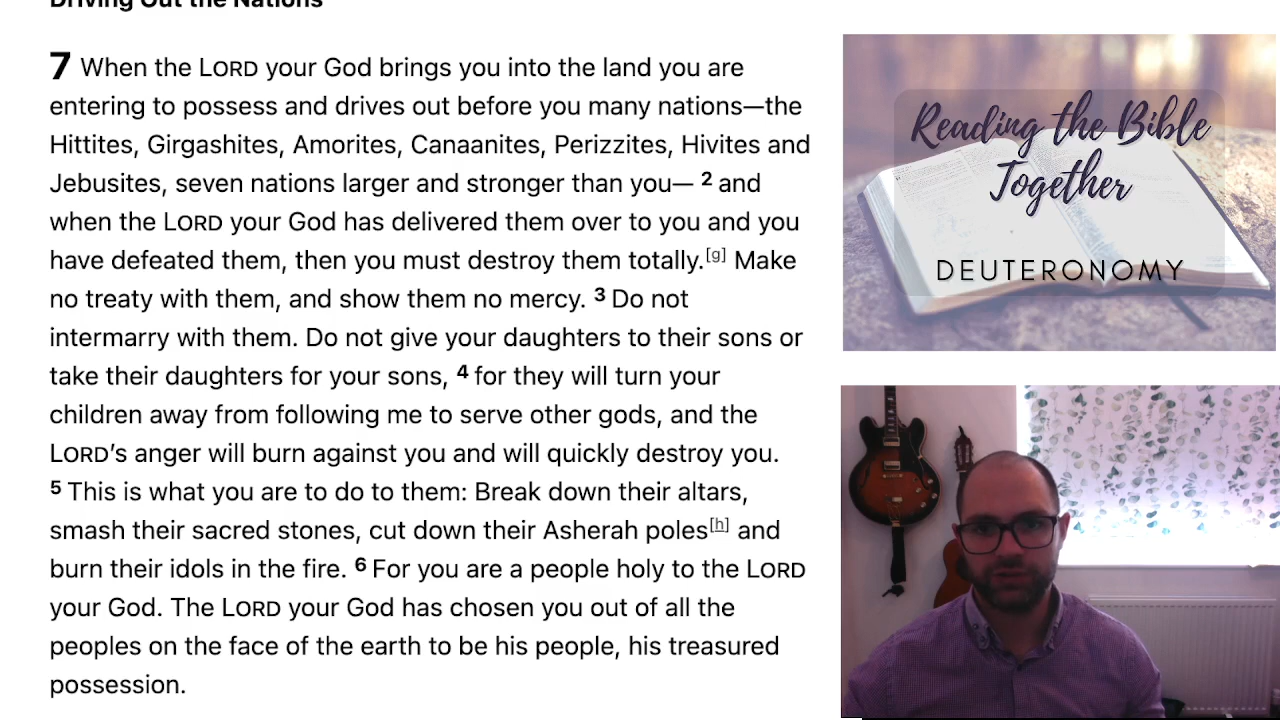 Driving Out the Nations
7 When the LORD your God brings you into the land you are
entering to possess and drives out before you many nations—the
Hittites, Girgashites, Amorites, Canaanites, Perizzites, Hivites and
Jebusites, seven nations larger and stronger than you— 2 and
when the LORD your God has delivered them over to you and you
have defeated them, then you must destroy them totally.[g] Make
no treaty with them, and show them no mercy. 3 Do not
intermarry with them. Do not give your daughters to their sons or
take their daughters for your sons, 4 for they will turn your
children away from following me to serve other gods, and the
LORD’s anger will burn against you and will quickly destroy you.
5 This is what you are to do to them: Break down their altars,
smash their sacred stones, cut down their Asherah poles[h] and
burn their idols in the fire. 6 For you are a people holy to the LORD
your God. The LORD your God has chosen you out of all the
peoples on the face of the earth to be his people, his treasured
possession.
Reading the Bible
Together
DEUTERONOMY